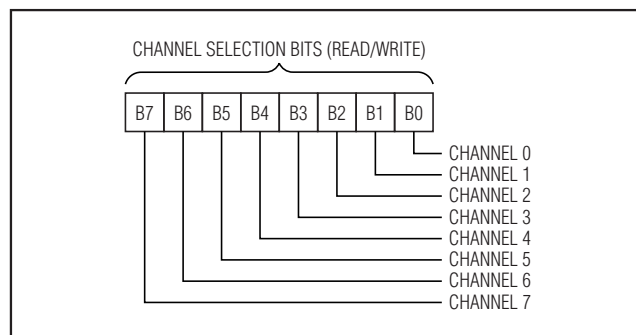 CHANNEL SELECTION BITS (READ/WRITE)
B7 B6 B5 B4 B3 B2 B1 B0
CHANNEL 0
CHANNEL 1
CHANNEL 2
CHANNEL 3
CHANNEL 4
CHANNEL 5
CHANNEL 6
CHANNEL 7